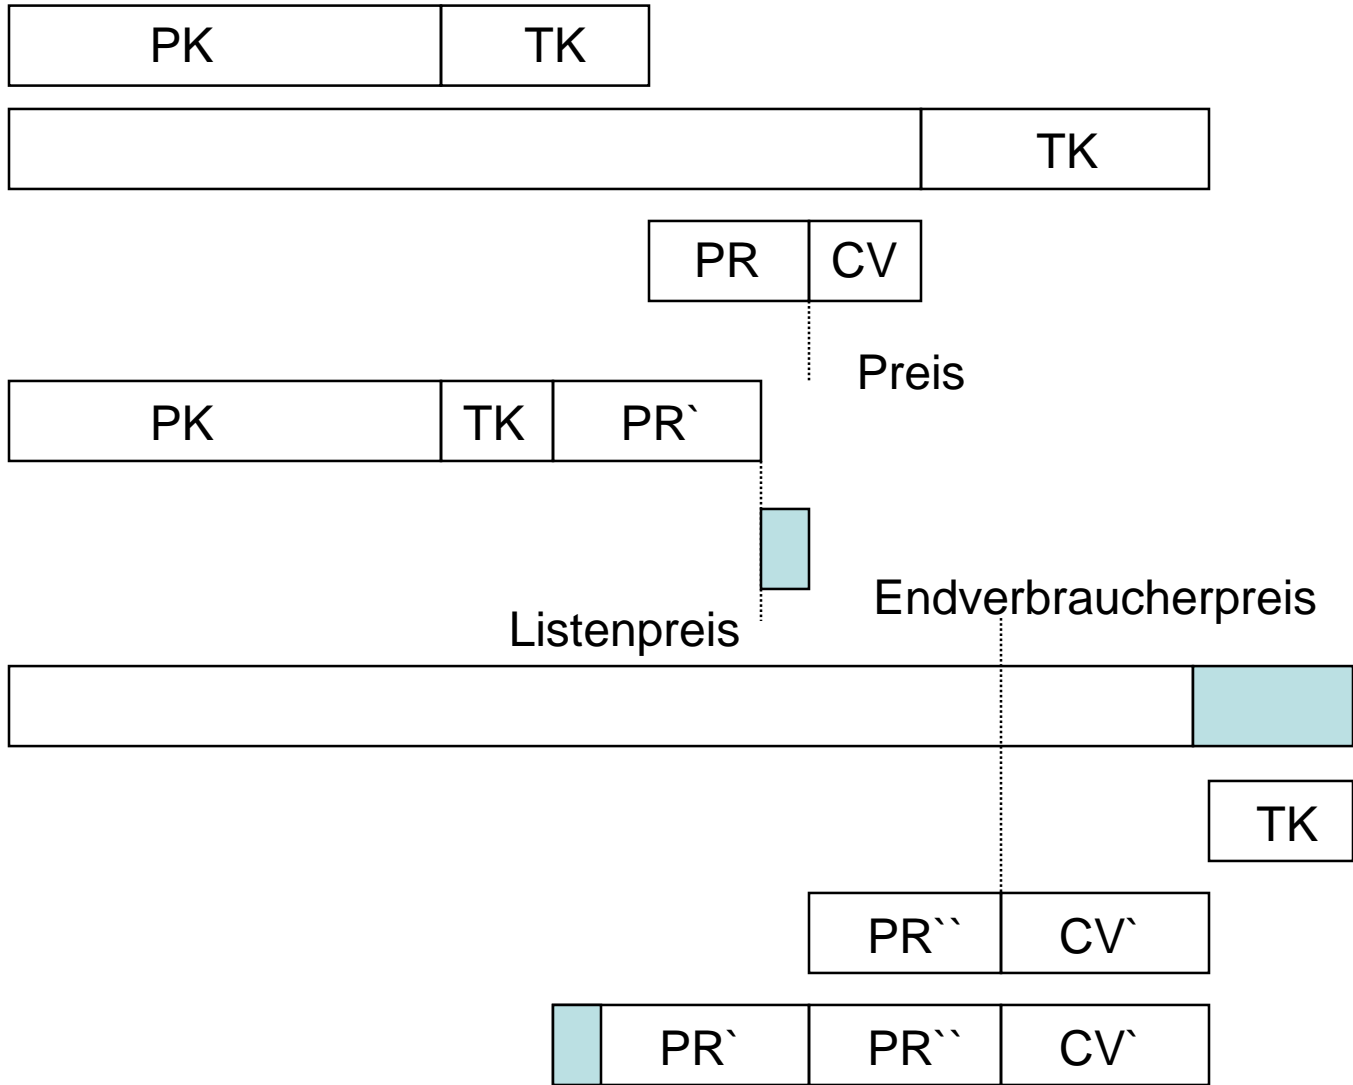 PK TK
TK
PR CV
Preis
PK TK PR`
Endverbraucherpreis
Listenpreis
TK
PR`` CV`
PR` PR`` CV`